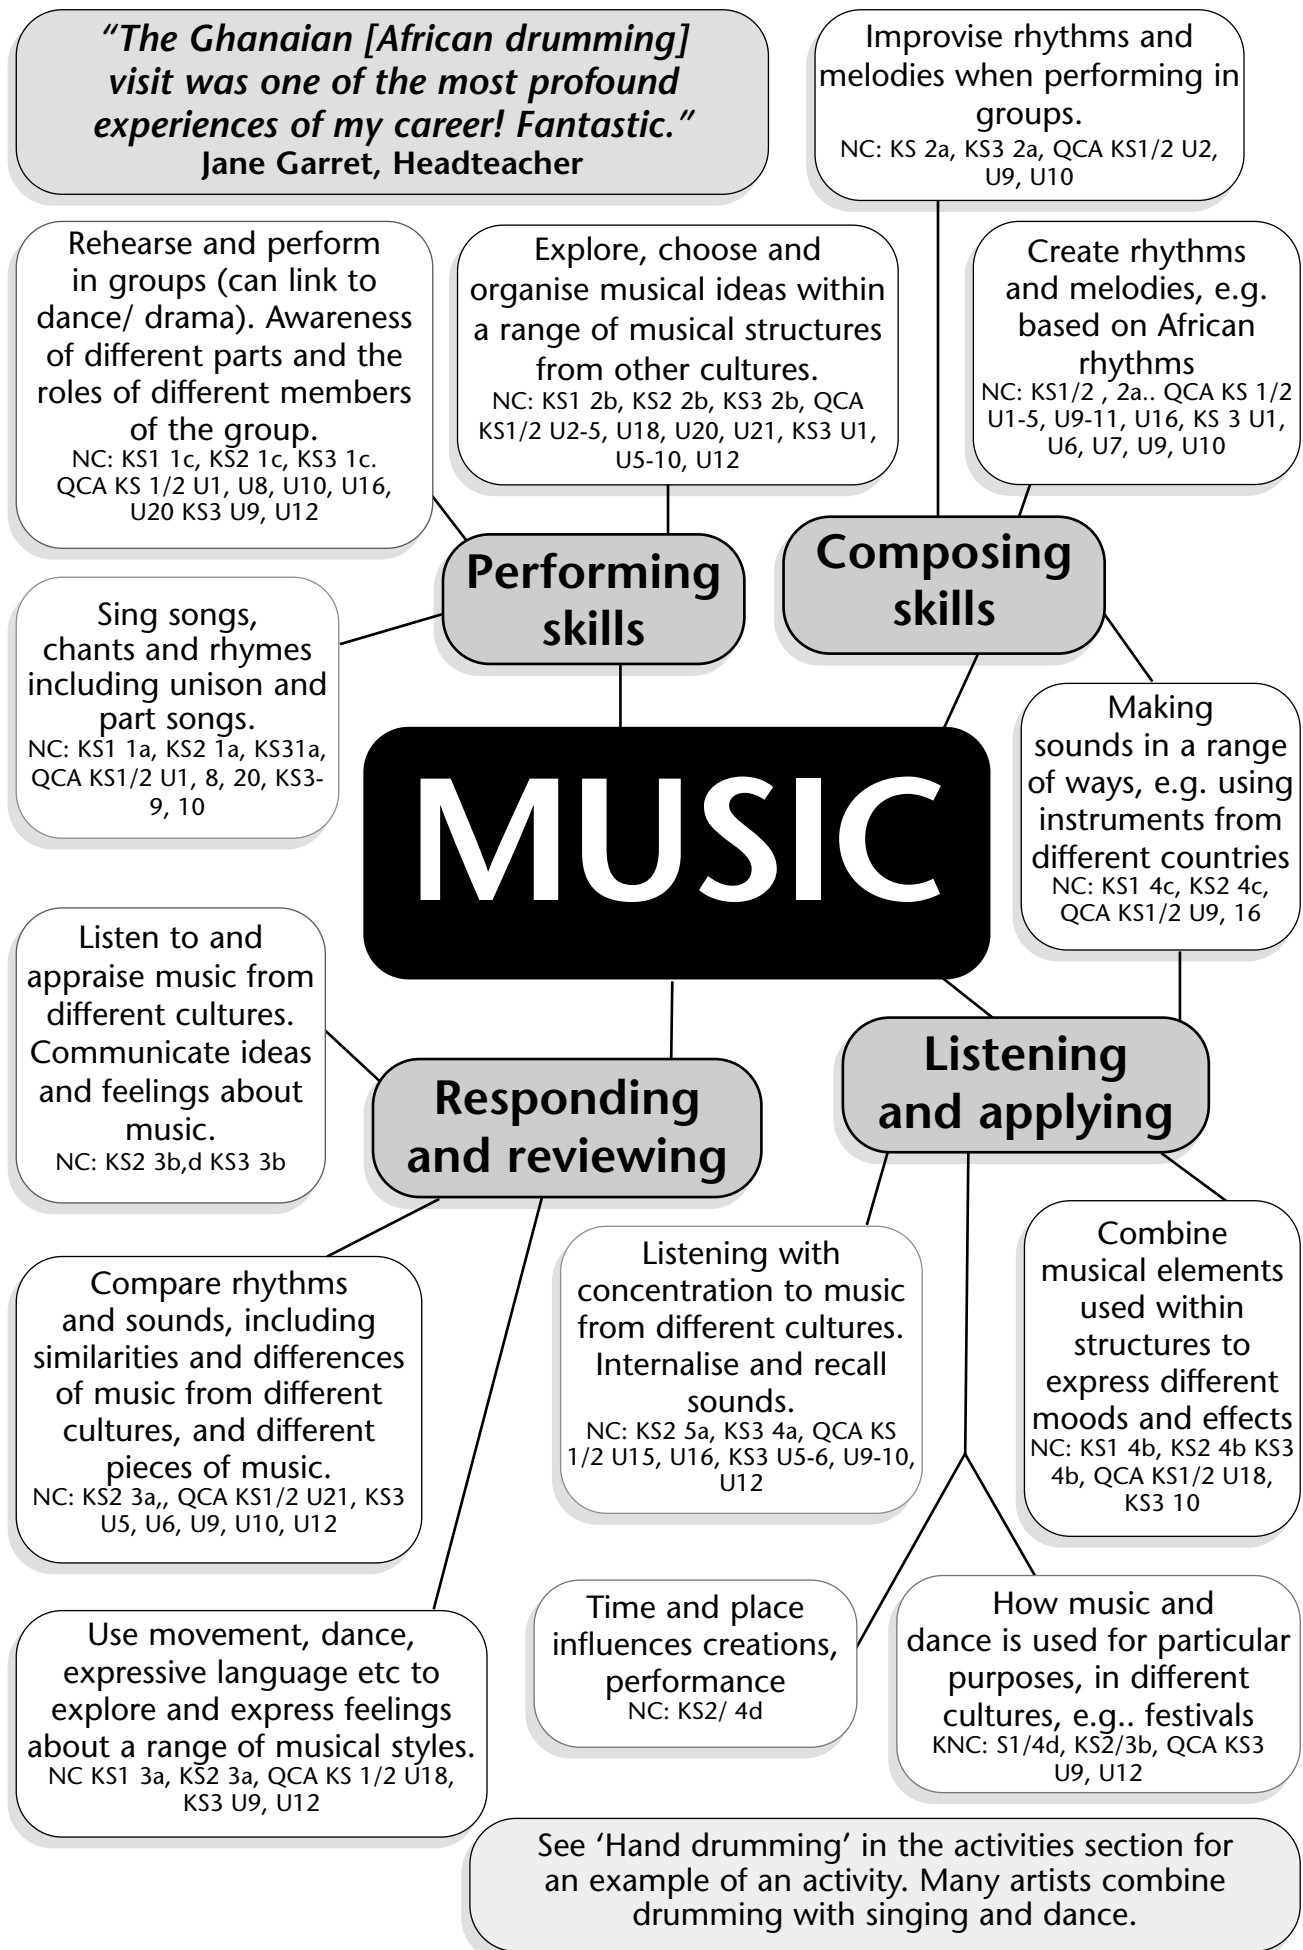 “The Ghanaian [African drumming]
visit was one of the most profound
experiences of my career! Fantastic.”
Jane Garret, Headteacher
Improvise rhythms and
melodies when performing in
groups.
NC: KS 2a, KS3 2a, QCA KS1/2 U2,
U9, U10
Rehearse and perform
in groups (can link to
dance/ drama). Awareness
of different parts and the
roles of different members
of the group.
NC: KS1 1c, KS2 1c, KS3 1c.
QCA KS 1/2 U1, U8, U10, U16,
U20 KS3 U9, U12
Explore, choose and
organise musical ideas within
a range of musical structures
from other cultures.
NC: KS1 2b, KS2 2b, KS3 2b, QCA
KS1/2 U2-5, U18, U20, U21, KS3 U1,
U5-10, U12
Create rhythms
and melodies, e.g.
based on African
rhythms
NC: KS1/2 , 2a.. QCA KS 1/2
U1-5, U9-11, U16, KS 3 U1,
U6, U7, U9, U10
Performing
skills
Composing
skills
Sing songs,
chants and rhymes
including unison and
part songs.
NC: KS1 1a, KS2 1a, KS31a,
QCA KS1/2 U1, 8, 20, KS3-
9, 10
Making
sounds in a range
of ways, e.g. using
instruments from
different countries
NC: KS1 4c, KS2 4c,
QCA KS1/2 U9, 16
MUSIC
Listen to and
appraise music from
different cultures.
Communicate ideas
and feelings about
music.
NC: KS2 3b,d KS3 3b
Responding
and reviewing
Listening
and applying
Compare rhythms
and sounds, including
similarities and differences
of music from different
cultures, and different
pieces of music.
NC: KS2 3a,, QCA KS1/2 U21, KS3
U5, U6, U9, U10, U12
Listening with
concentration to music
from different cultures.
Internalise and recall
sounds.
NC: KS2 5a, KS3 4a, QCA KS
1/2 U15, U16, KS3 U5-6, U9-10,
U12
Combine
musical elements
used within
structures to
express different
moods and effects
NC: KS1 4b, KS2 4b KS3
4b, QCA KS1/2 U18,
KS3 10
Use movement, dance,
expressive language etc to
explore and express feelings
about a range of musical styles.
NC KS1 3a, KS2 3a, QCA KS 1/2 U18,
KS3 U9, U12
Time and place
influences creations,
performance
NC: KS2/ 4d
How music and
dance is used for particular
purposes, in different
cultures, e.g.. festivals
KNC: S1/4d, KS2/3b, QCA KS3
U9, U12
See ‘Hand drumming’ in the activities section for
an example of an activity. Many artists combine
drumming with singing and dance.